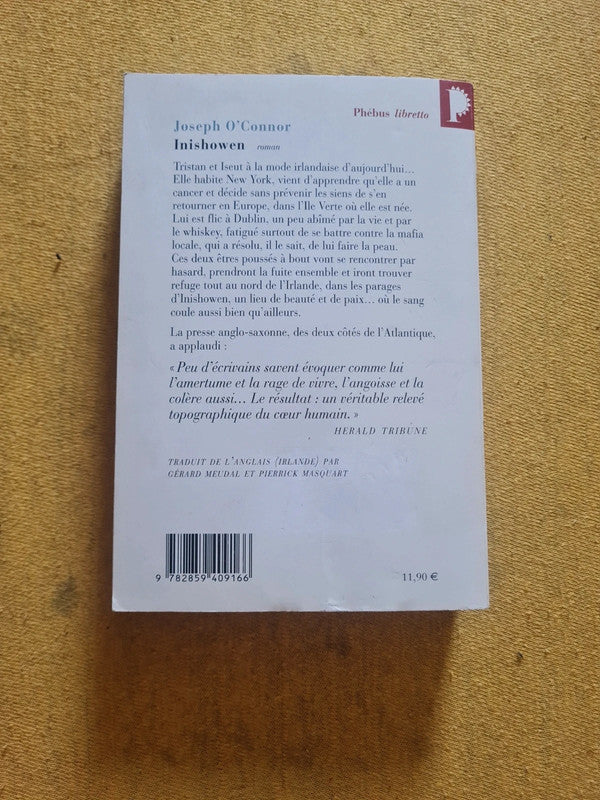 Phébus libretto
P
Joseph O'Connor
Inishowen roman
Tristan et Iseut à la mode irlandaise d'aujourd'hui…
Elle habite New York, vient d'apprendre qu'elle a un
cancer et décide sans prévenir les siens de s'en
retourner en Europe, dans l'Ile Verte où elle est née.
Lui est flic à Dublin, un peu abîmé par la vie et par
le whiskey, fatigué surtout de se battre contre la mafia
locale, qui a résolu, il le sait, de lui faire la peau.
Ces deux êtres poussés à bout vont se rencontrer par
hasard, prendront la fuite ensemble et iront trouver
refuge tout au nord de l'Irlande, dans les parages
d'Inishowen, un lieu de beauté et de paix… où le sang
coule aussi bien qu'ailleurs.
La presse anglo-saxonne, des deux côtés de l'Atlantique,
a applaudi :
« Peu d'écrivains savent évoquer comme lui
l'amertume et la rage de vivre, l'angoisse et la
colère aussi… Le résultat : un véritable relevé
topographique du cœur humain. »
HERALD TRIBUNE
TRADUIT DE L'ANGLAIS (IRLANDE) PAR
GÉRARD MEUDAL ET PIERRICK MASQUART
9 782859 409166
11,90 €